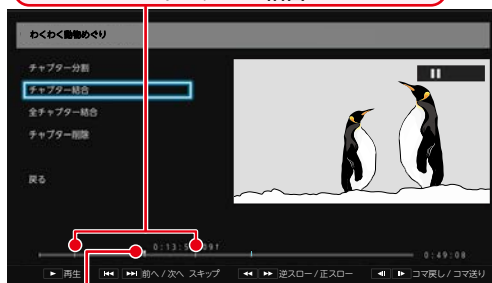 わくわく動物めぐり
チャプター分割
チャプター結合
全チャプター結合
チャプター削除
戻る
0:49:08
再生 前へ/次へ スキップ 逆スロー/正スロー コマ戻し/コマ送り